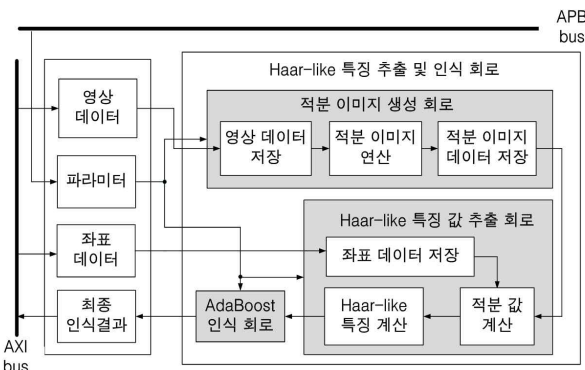 APB
bus
Haar-like 특징 추출 및 인식 회로
영상
데이터
적분 이미지 생성 회로
영상 데이터
저장
적분 이미지
연산
적분 이미지
데이터 저장
파라미터
Haar-like 특징 값 추출 회로
좌표
데이터
좌표 데이터 저장
최종
인식결과
AdaBoost
인식 회로
Haar-like
특징 계산
적분 값
계산
AXI
bus